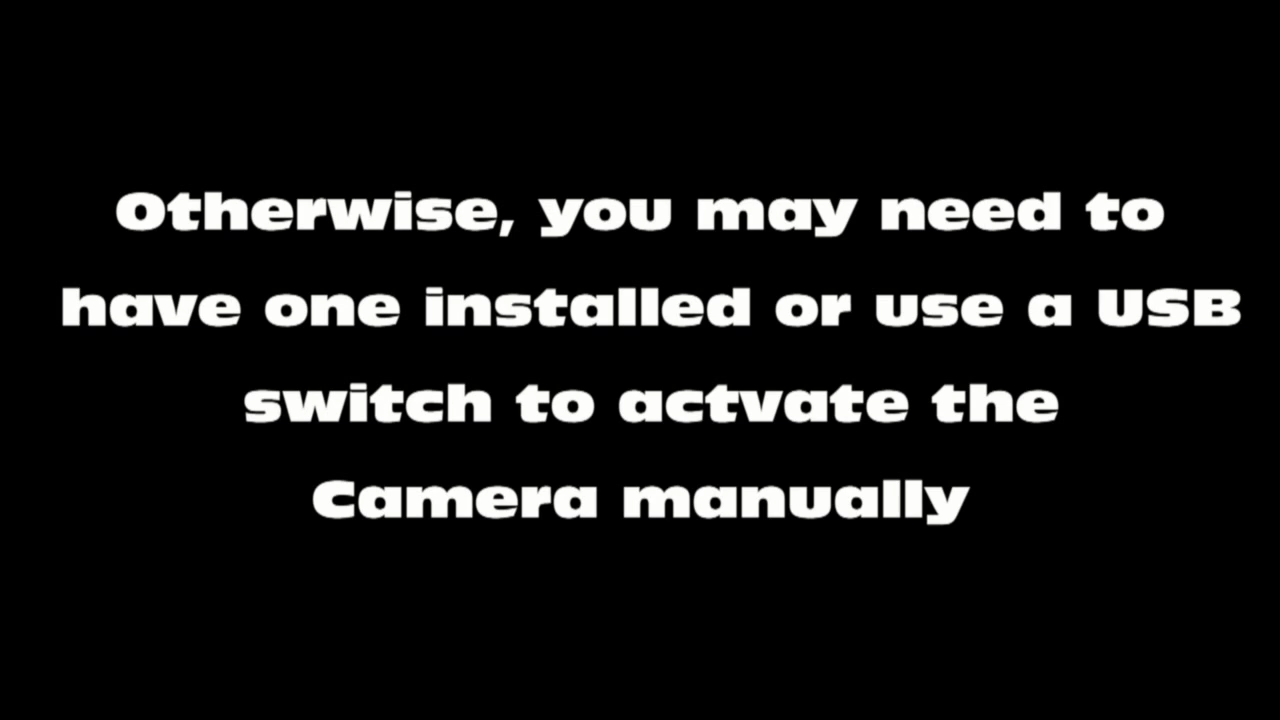 Otherwise, you may need to
have one installed or use a USB
switch to actvate the
Camera manually